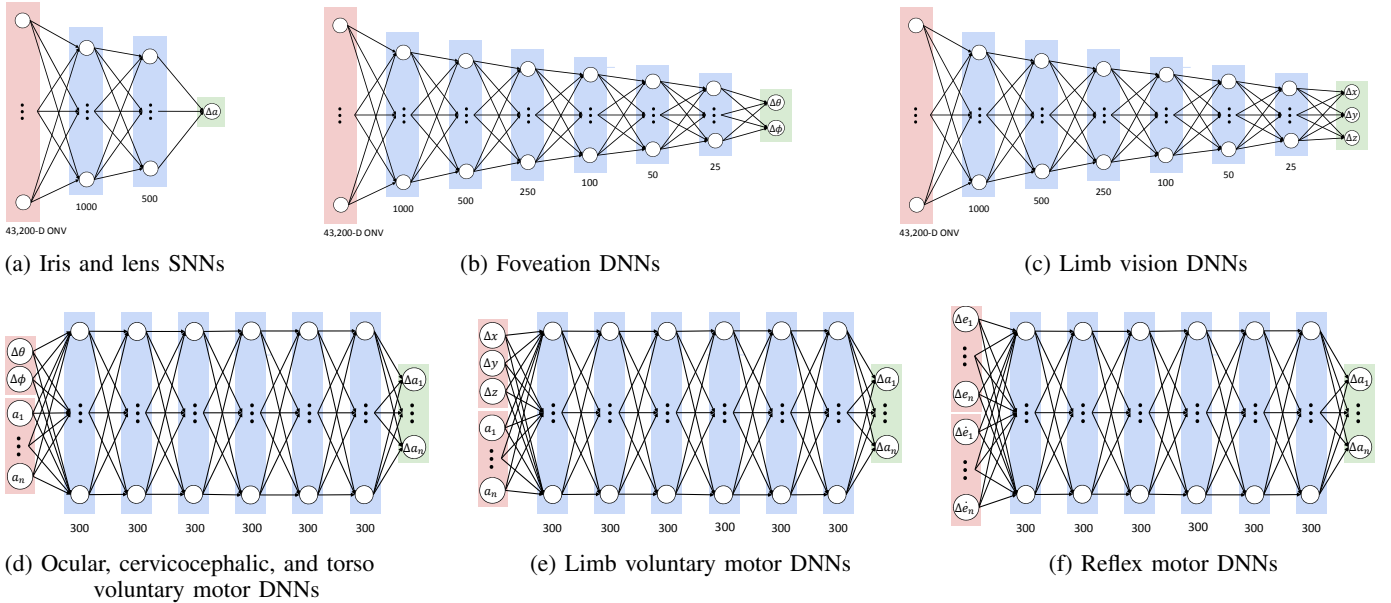 Δa
1000
500
43,200-D ONV
(a) Iris and lens SNNs
Δθ
Δϕ
1000
500
250
100
50
25
43,200-D ONV
(b) Foveation DNNs
Δx
Δy
Δz
1000
500
250
100
50
25
43,200-D ONV
(c) Limb vision DNNs
Δθ
Δϕ
a₁
aₙ
Δa₁
Δaₙ
300 300 300 300 300 300
(d) Ocular, cervicocephalic, and torso
voluntary motor DNNs
Δx
Δy
Δz
a₁
aₙ
Δa₁
Δaₙ
300 300 300 300 300 300
(e) Limb voluntary motor DNNs
Δe₁
Δeₙ
Δė₁
Δėₙ
Δa₁
Δaₙ
300 300 300 300 300 300
(f) Reflex motor DNNs